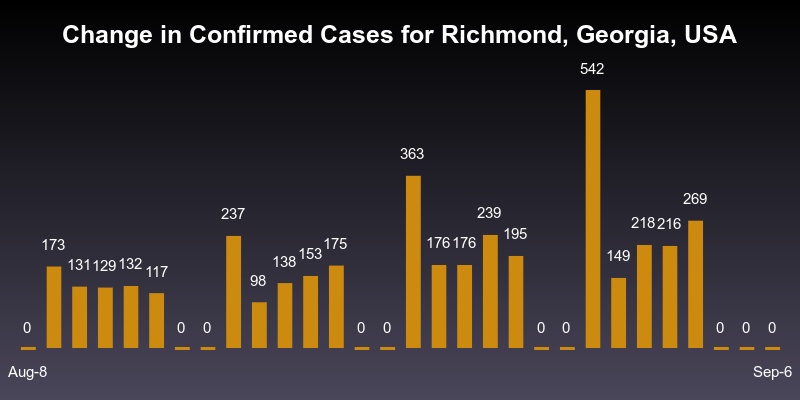 Change in Confirmed Cases for Richmond, Georgia, USA
0 173 131 129 132 117 0 0 237 98 138 153 175 0 0 363 176 176 239 195 0 0 542 149 218 216 269 0 0 0
Aug-8 Sep-6